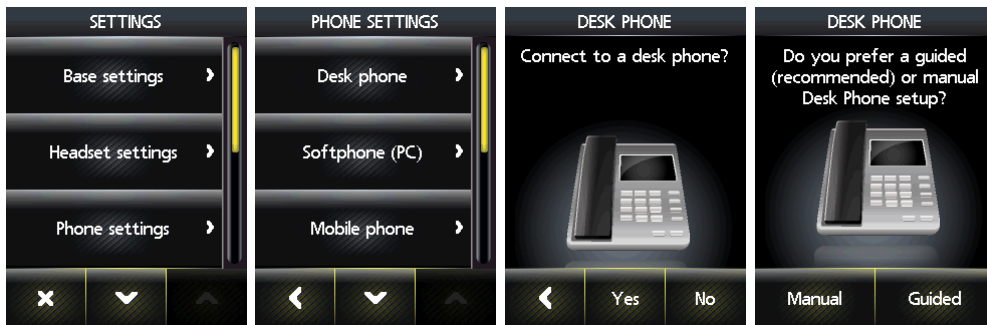 SETTINGS
Base settings
Headset settings
Phone settings
PHONE SETTINGS
Desk phone
Softphone (PC)
Mobile phone
DESK PHONE
Connect to a desk phone?
Yes
No
DESK PHONE
Do you prefer a guided
(recommended) or manual
Desk Phone setup?
Manual
Guided